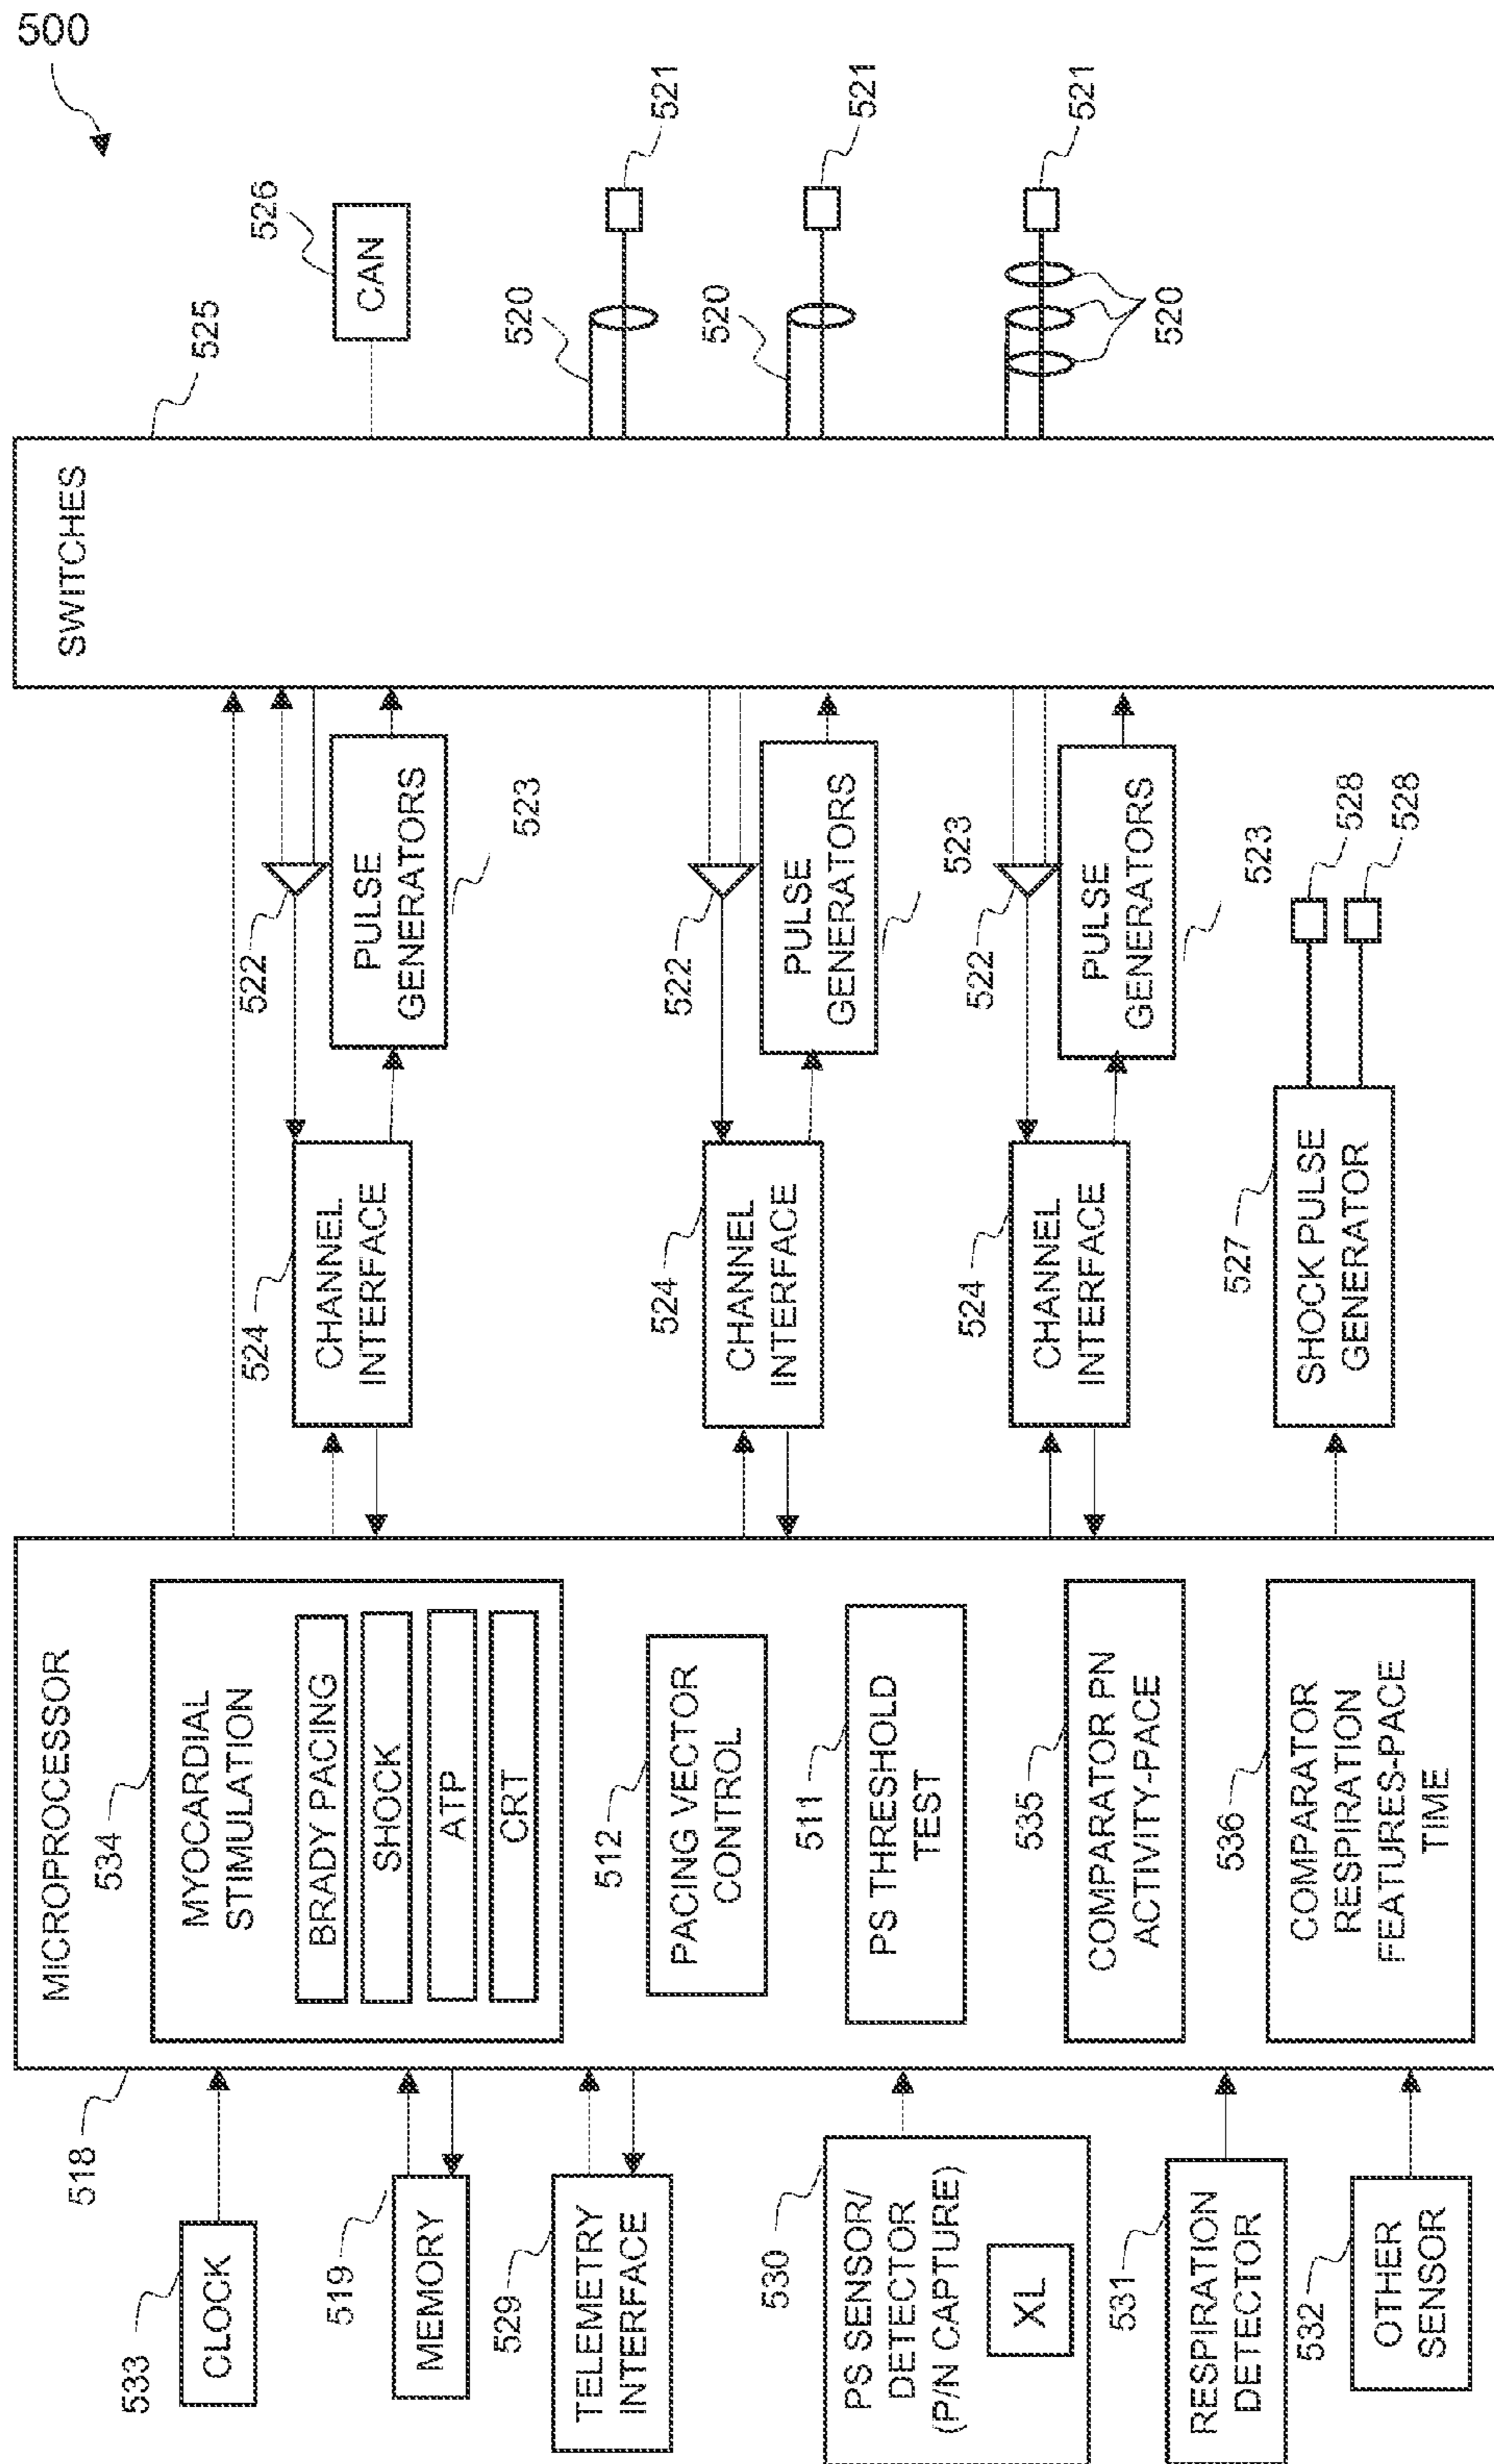 500
533
CLOCK
519
MEMORY
529
TELEMETRY
INTERFACE
530
PS SENSOR/
DETECTOR
(P/N CAPTURE)
XL
531
RESPIRATION
DETECTOR
532
OTHER
SENSOR
518
MICROPROCESSOR
534
MYOCARDIAL
STIMULATION
BRADY PACING
SHOCK
ATP
CRT
512
PACING VECTOR
CONTROL
511
PS THRESHOLD
TEST
535
COMPARATOR PN
ACTIVITY-PACE
536
COMPARATOR
RESPIRATION
FEATURES-PACE
TIME
524
CHANNEL
INTERFACE
522
PULSE
GENERATORS
523
524
CHANNEL
INTERFACE
522
PULSE
GENERATORS
523
524
CHANNEL
INTERFACE
522
PULSE
GENERATORS
523
527
SHOCK PULSE
GENERATOR
528
528
SWITCHES
525
526
CAN
520
521
520
521
520
521